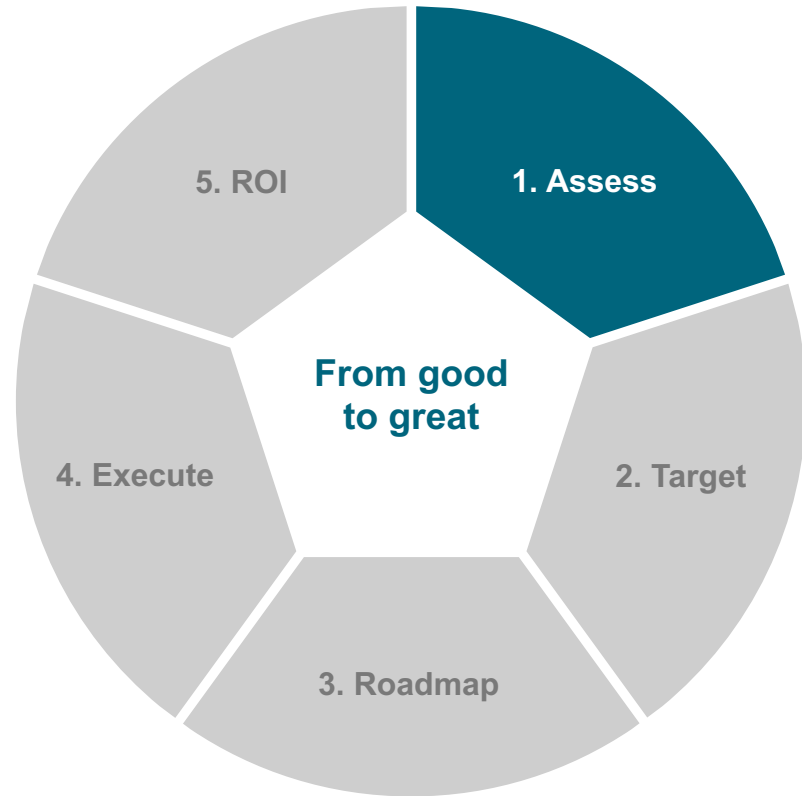 1. Assess
2. Target
3. Roadmap
4. Execute
5. ROI
From good
to great